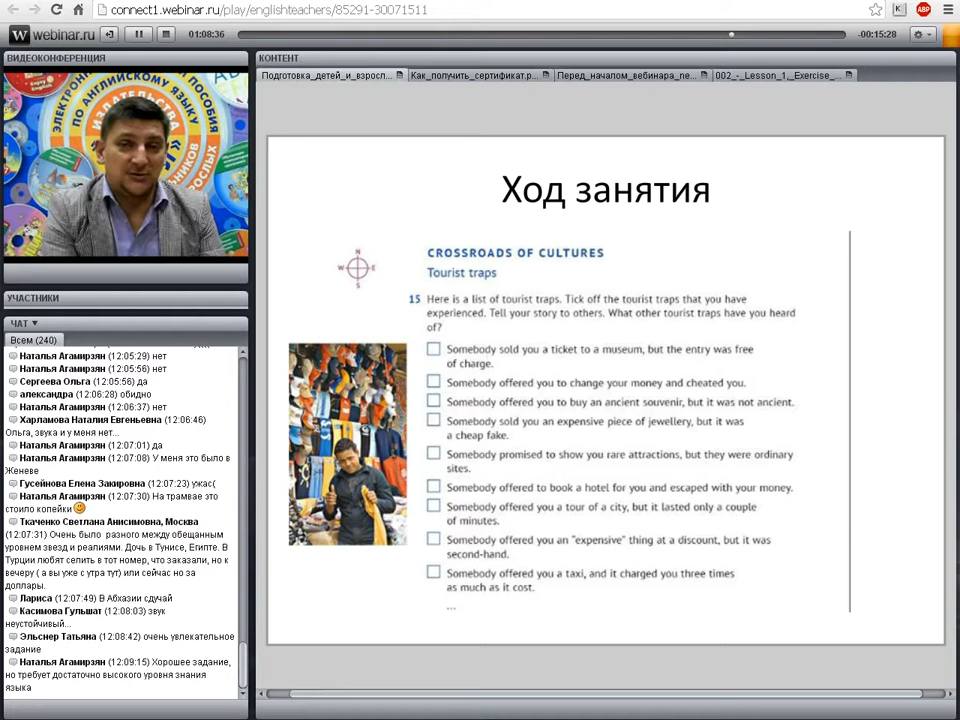 connect1.webinar.ru/play/englishteachers/85291-30071511
K
ABP
W webinar.ru
01:08:36
-00:15:28
ВИДЕОКОНФЕРЕНЦИЯ
ЭЛЕКТРОННЫЕ
ПОСОБИЯ
ПО АНГЛИЙСКОМУ ЯЗЫКУ
ИЗДАТЕЛЬСТВА
УЧАСТНИКИ
ЧАТ ▼
Всем (240)
Наталья Агамирзян (12:05:29) нет
Наталья Агамирзян (12:05:36) нет
Сергеева Ольга (12:05:56) да
александра (12:06:28) обидно
Наталья Агамирзян (12:06:37) нет
Харламова Наталия Евгеньевна (12:06:46)
Ольга, звука и у меня нет...
Наталья Агамирзян (12:07:01) да
Наталья Агамирзян (12:07:08) У меня это было в
Женеве
Гусейнова Елена Закировна (12:07:23) ужас(
Наталья Агамирзян (12:07:30) На трамвае это
стоило копейки
Ткаченко Светлана Анисимовна, Москва
(12:07:31) Очень было разного между обещанным
уровнем звезд и реалиями. Дочь в Тунисе, Египте. В
Турции любят селить в тот номер, что заказали, но к
вечеру ( а вы уже с утра тут) или сейчас но за
доллары.
Лариса (12:07:49) В Абхазии сдучай
Касимова Гульшат (12:08:03) звук
неустойчивый...
Эльснер Татьяна (12:08:42) очень увлекательное
задание
Наталья Агамирзян (12:09:15) Хорошее задание,
но требует достаточно высокого уровня знания
языка
КОНТЕНТ
Подготовка_детей_и_взросл...
Как_получить_сертификат.p...
Перед_началом_вебинара_пе...
002_-_Lesson_1,_Exercise_...
Ход занятия
N
W E
S
CROSSROADS OF CULTURES
Tourist traps
15 Here is a list of tourist traps. Tick off the tourist traps that you have
experienced. Tell your story to others. What other tourist traps have you heard
of?
Somebody sold you a ticket to a museum, but the entry was free
of charge.
Somebody offered you to change your money and cheated you.
Somebody offered you to buy an ancient souvenir, but it was not ancient.
Somebody sold you an expensive piece of jewellery, but it was
a cheap fake.
Somebody promised to show you rare attractions, but they were ordinary
sites.
Somebody offered to book a hotel for you and escaped with your money.
Somebody offered you a tour of a city, but it lasted only a couple
of minutes.
Somebody offered you an "expensive" thing at a discount, but it was
second-hand.
Somebody offered you a taxi, and it charged you three times
as much as it cost.
...